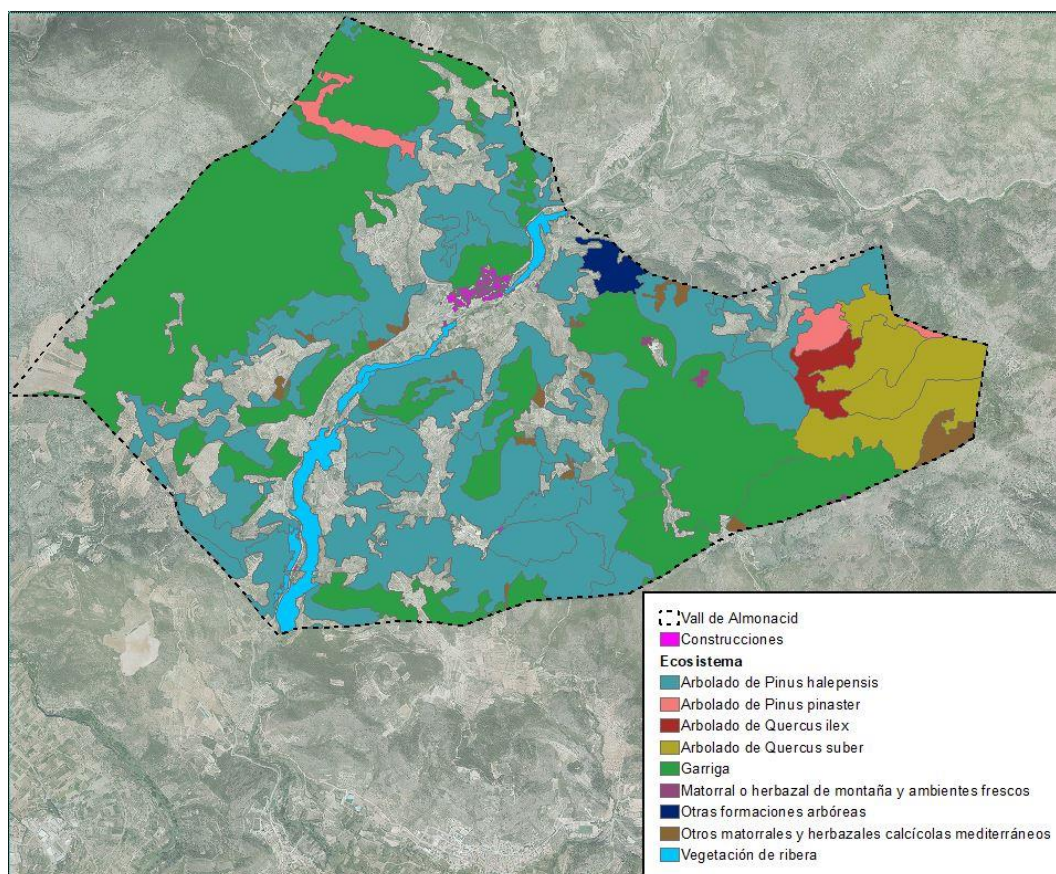 Vall de Almonacid
Construcciones
Ecosistema
Arbolado de Pinus halepensis
Arbolado de Pinus pinaster
Arbolado de Quercus ilex
Arbolado de Quercus suber
Garriga
Matorral o herbazal de montaña y ambientes frescos
Otras formaciones arbóreas
Otros matorrales y herbazales calcícolas mediterráneos
Vegetación de ribera